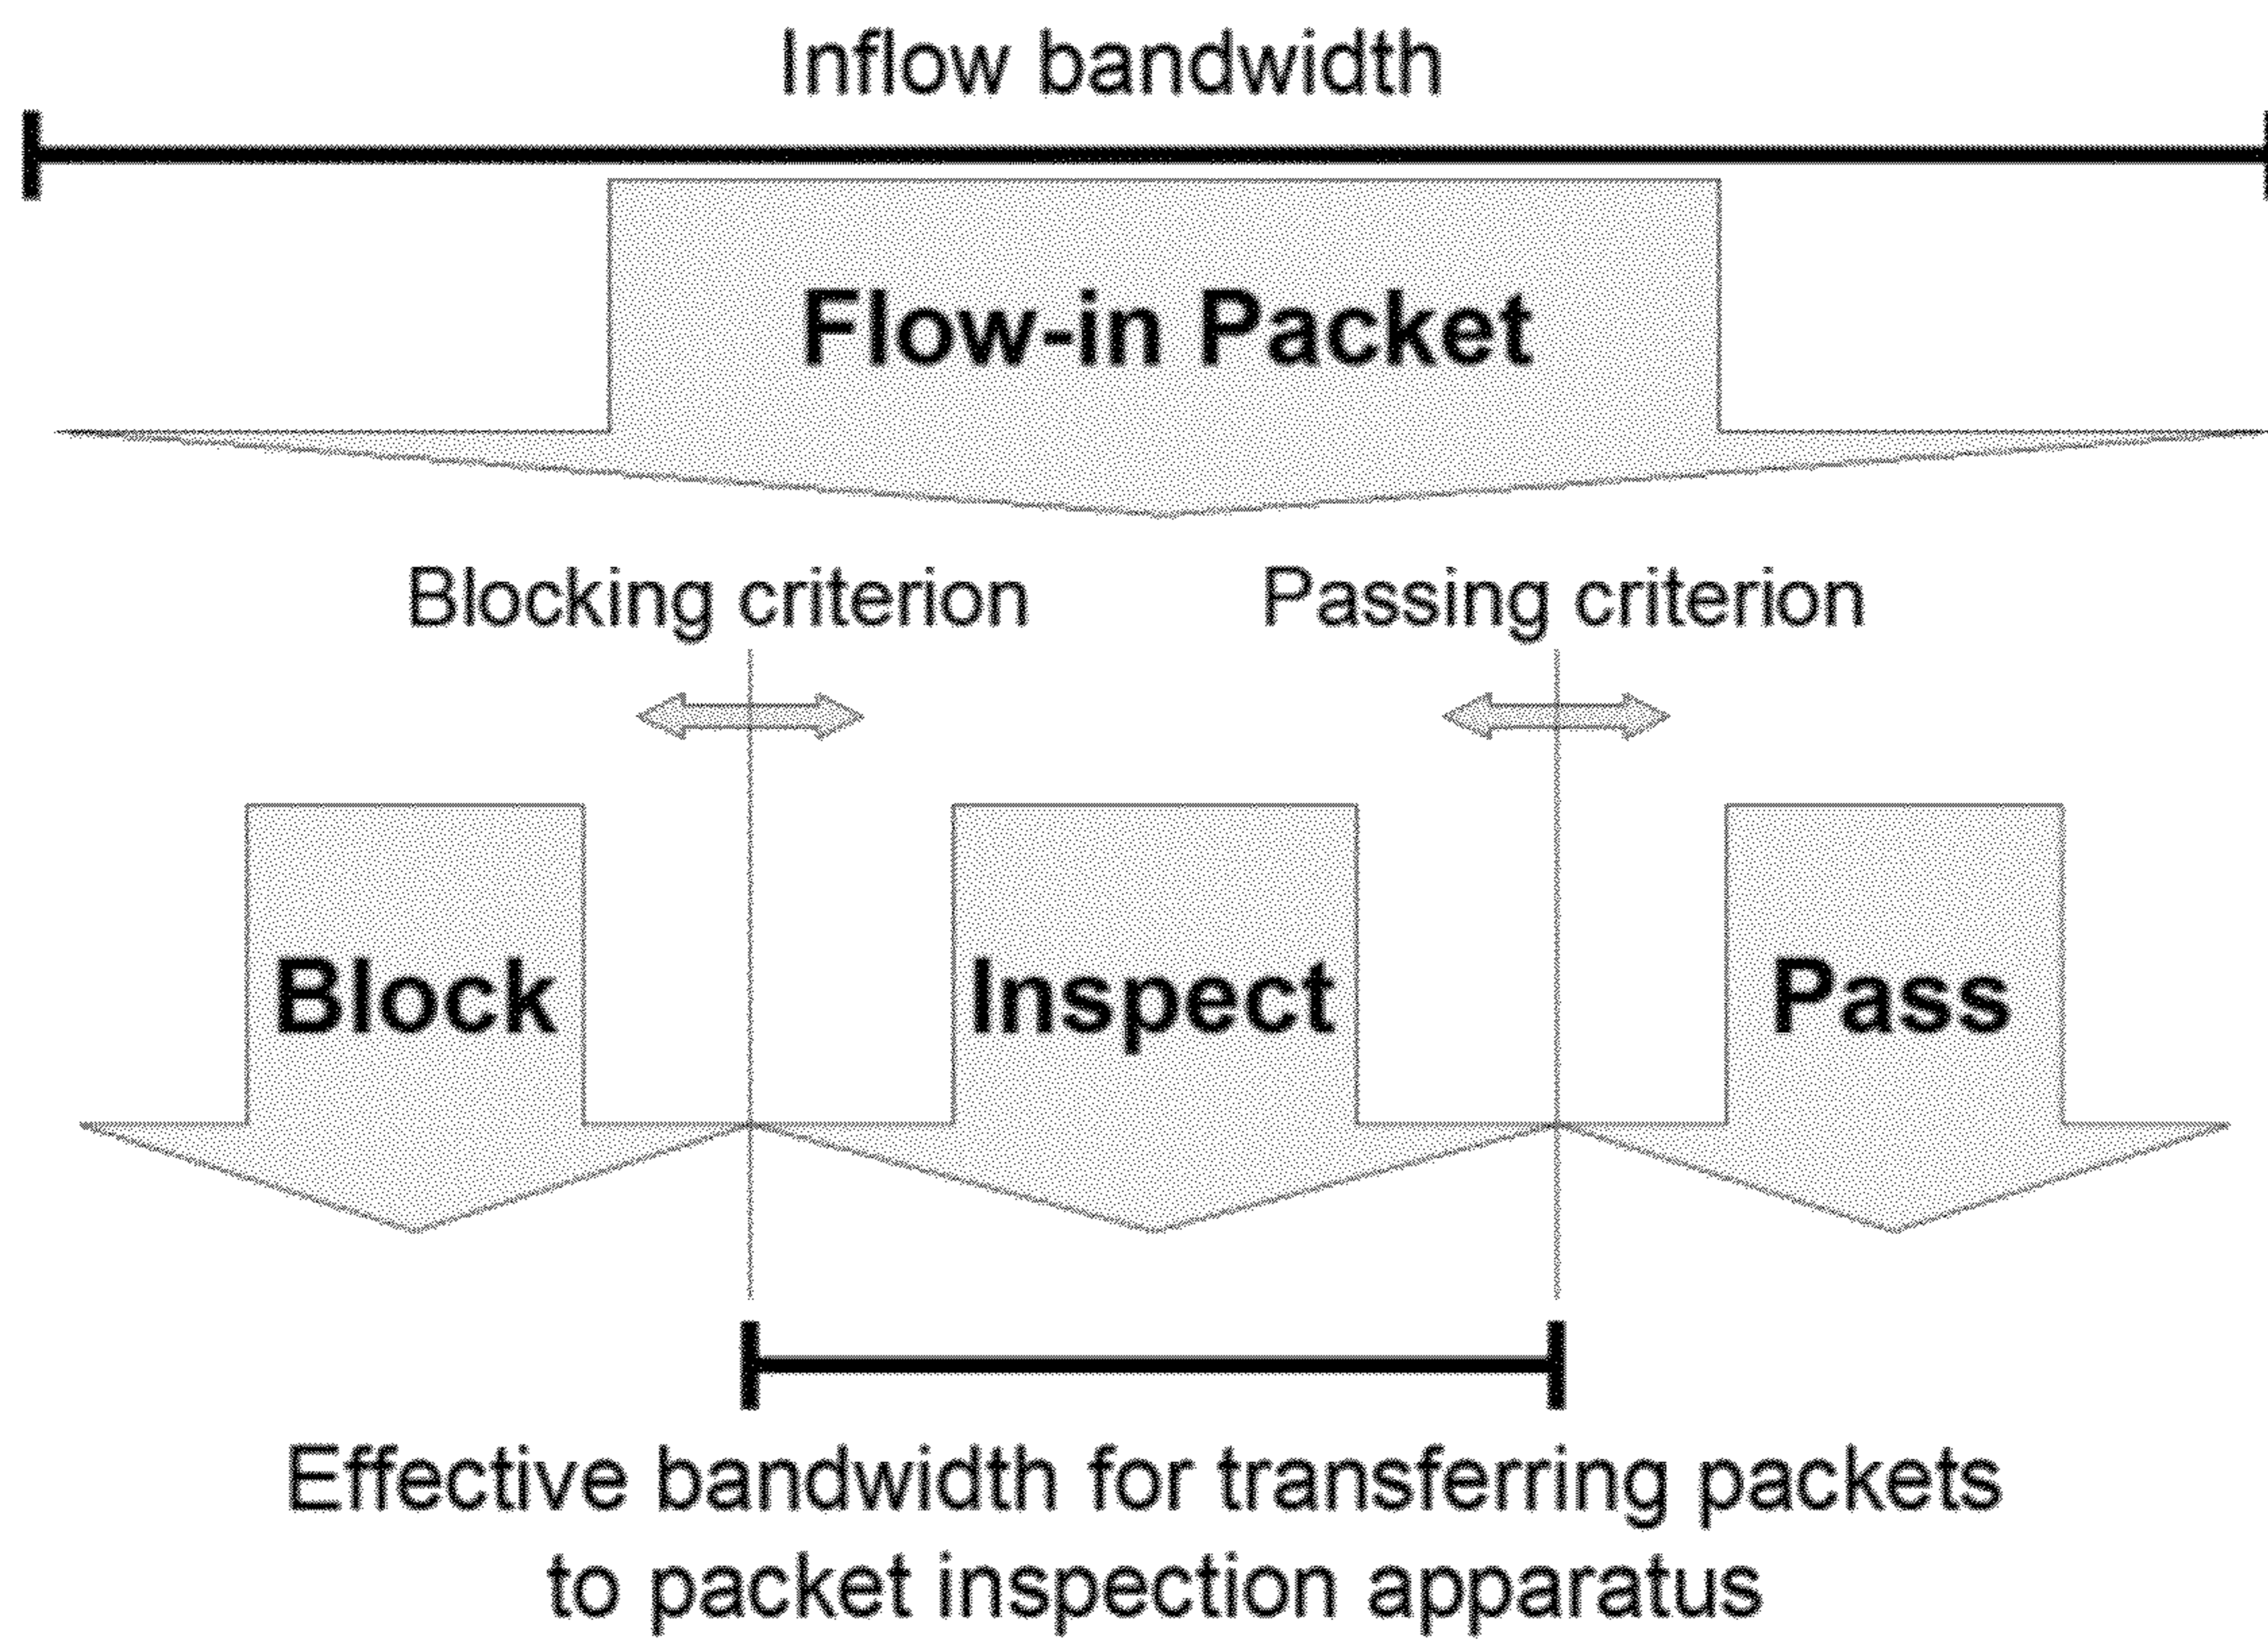 Inflow bandwidth
Flow-in Packet
Blocking criterion
Passing criterion
Block
Inspect
Pass
Effective bandwidth for transferring packets
to packet inspection apparatus